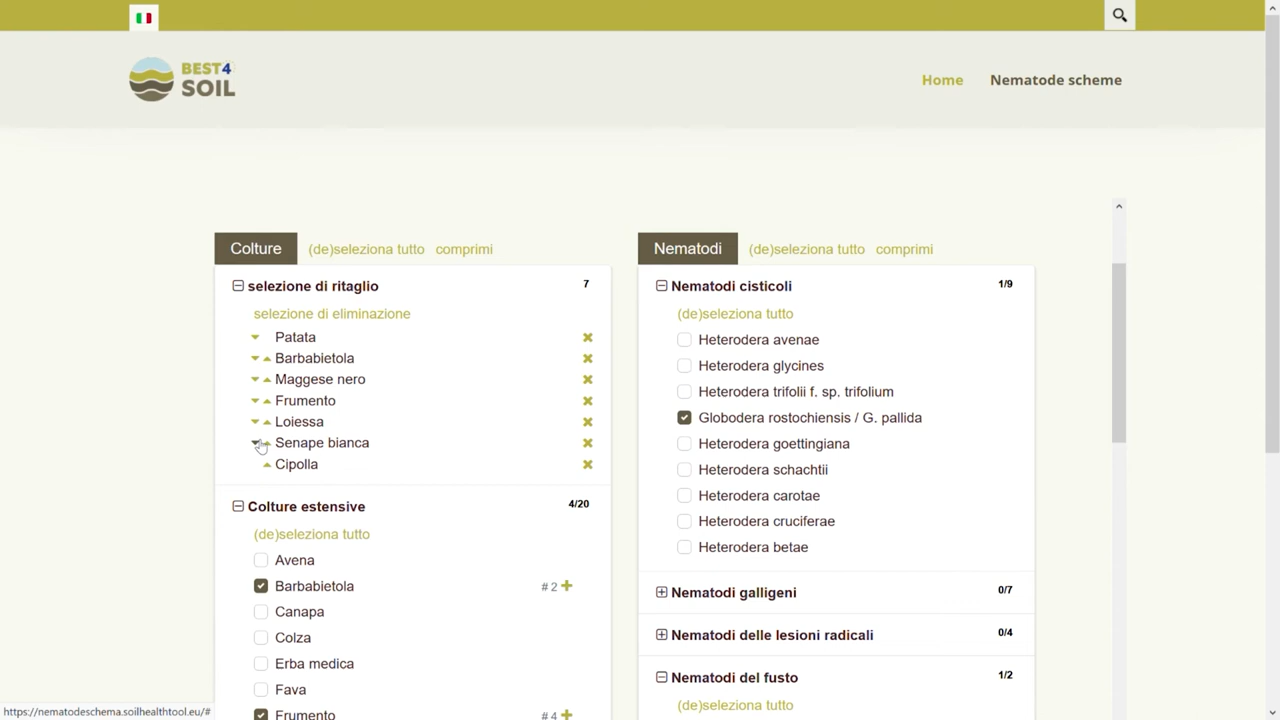 BEST4
SOIL
Home Nematode scheme
Colture (de)seleziona tutto comprimi
selezione di ritaglio 7
selezione di eliminazione
Patata
Barbabietola
Maggese nero
Frumento
Loiessa
Senape bianca
Cipolla
Colture estensive 4/20
(de)seleziona tutto
Avena
Barbabietola # 2
Canapa
Colza
Erba medica
Fava
Frumento # 4
Nematodi (de)seleziona tutto comprimi
Nematodi cisticoli 1/9
(de)seleziona tutto
Heterodera avenae
Heterodera glycines
Heterodera trifolii f. sp. trifolium
Globodera rostochiensis / G. pallida
Heterodera goettingiana
Heterodera schachtii
Heterodera carotae
Heterodera cruciferae
Heterodera betae
Nematodi galligeni 0/7
Nematodi delle lesioni radicali 0/4
Nematodi del fusto 1/2
(de)seleziona tutto
https://nematodeschema.soilhealthtool.eu/#